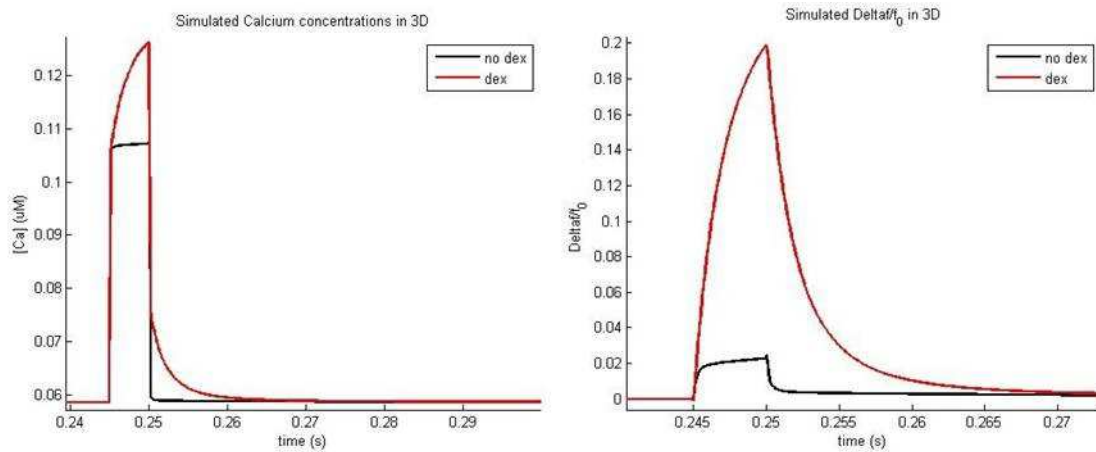 Simulated Calcium concentrations in 3D
0.12
0.11
0.1
0.09
0.08
0.07
0.06
[Ca] (uM)
no dex
dex
0.24 0.25 0.26 0.27 0.28 0.29
time (s)
Simulated Deltaf/f0 in 3D
0.2
0.18
0.16
0.14
0.12
0.1
0.08
0.06
0.04
0.02
0
Deltaf/f0
no dex
dex
0.245 0.25 0.255 0.26 0.265 0.27
time (s)